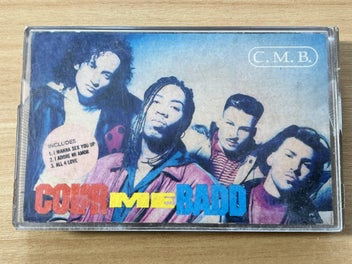 C. M. B.
INCLUDES
1. I WANNA SEX YOU UP
2. I ADORE MI AMOR
3. ALL 4 LOVE
COLOR ME BADD